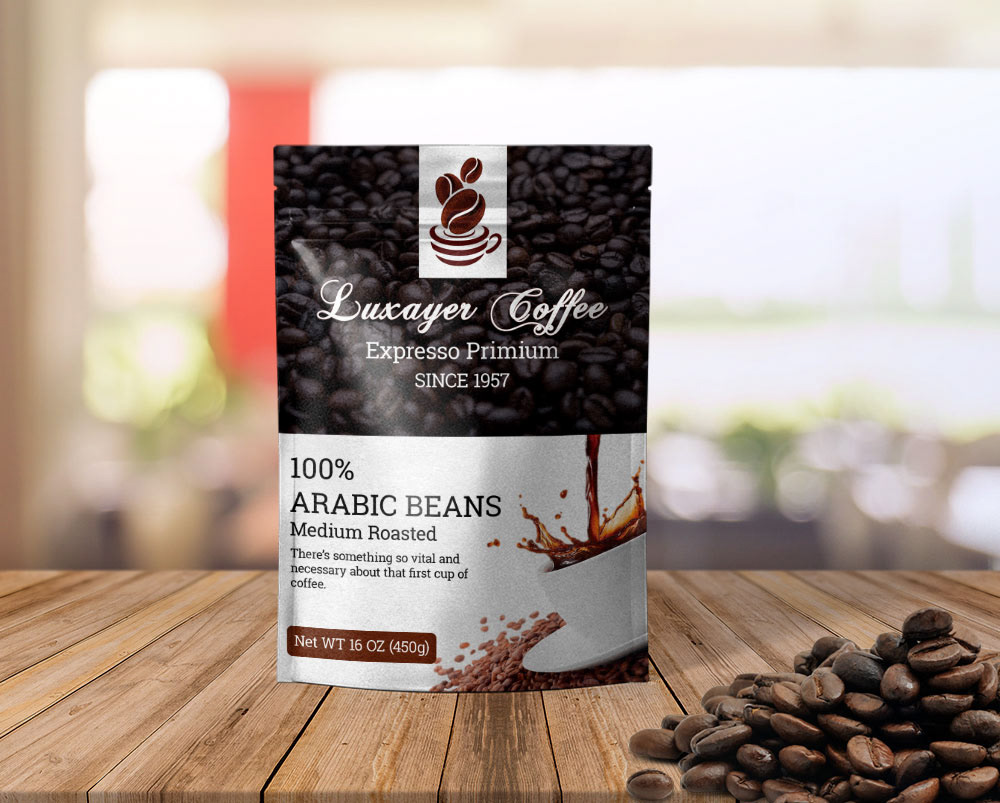 Luxayer Coffee
Expresso Primium
SINCE 1957
100%
ARABIC BEANS
Medium Roasted
There's something so vital and
necessary about that first cup of
coffee.
Net WT 16 OZ (450g)